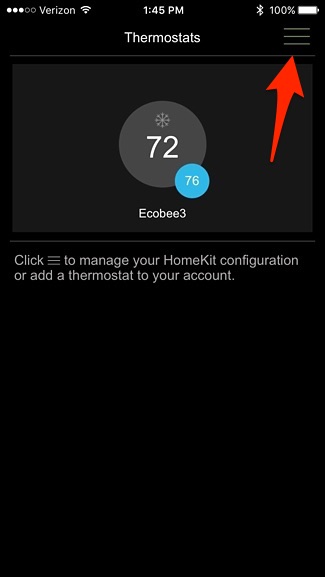 Verizon 1:45 PM 100%
Thermostats
72
76
Ecobee3
Click ☰ to manage your HomeKit configuration
or add a thermostat to your account.